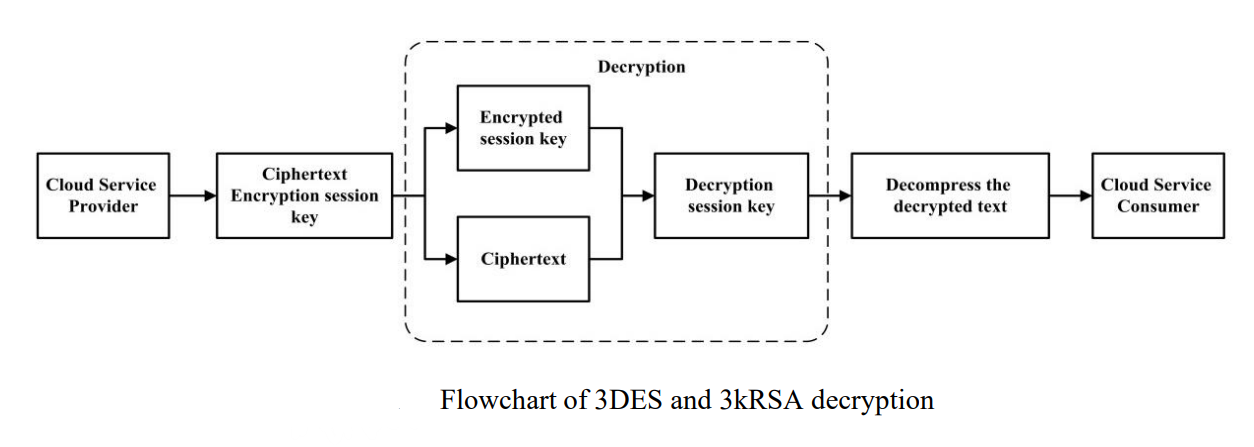 Decryption
Cloud Service
Provider
Ciphertext
Encryption session
key
Encrypted
session key
Ciphertext
Decryption
session key
Decompress the
decrypted text
Cloud Service
Consumer
Flowchart of 3DES and 3kRSA decryption